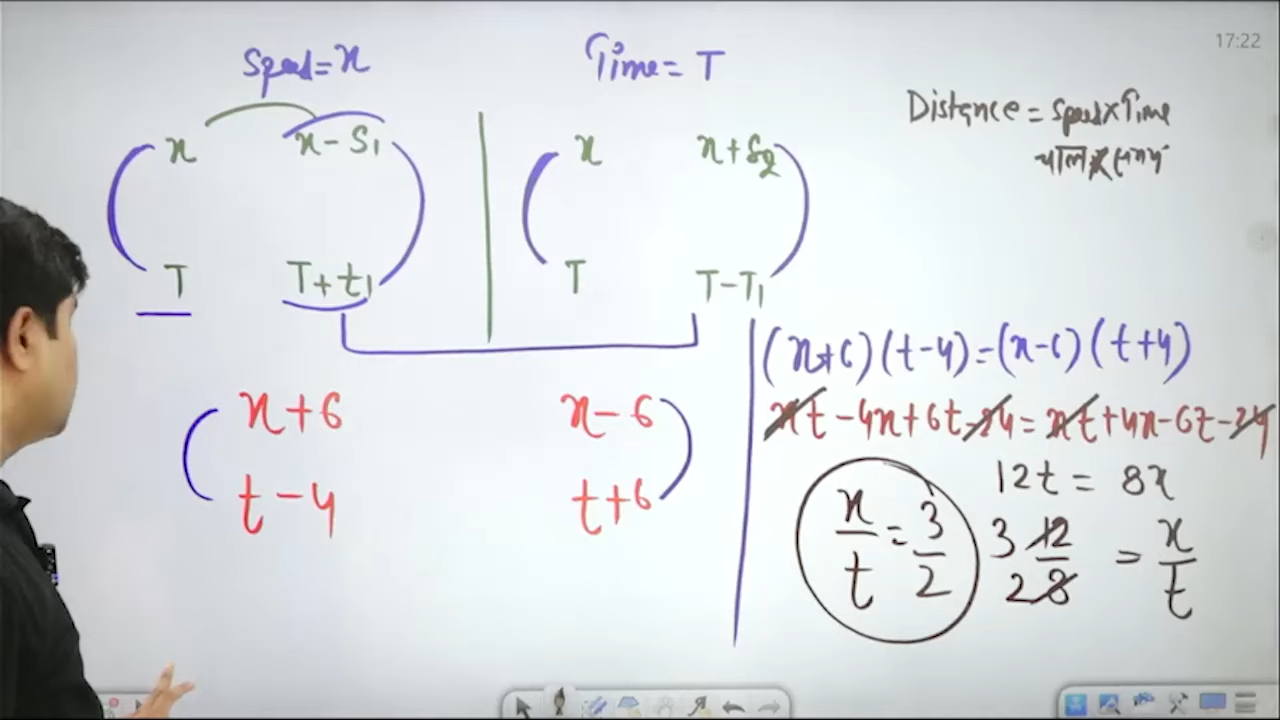 17:22
Speed = x
Time = T
Distance = Speed × Time
चाल × समय
x x - S₁
T T + t₁
x x + S₂
T T - T₁
x + 6
t - 4
x - 6
t + 6
(x+6)(t-4) = (x-6)(t+4)
xt - 4x + 6t - 24 = xt + 4x - 6t - 24
12t = 8x
3 12
2 8
= x/t
x/t = 3/2